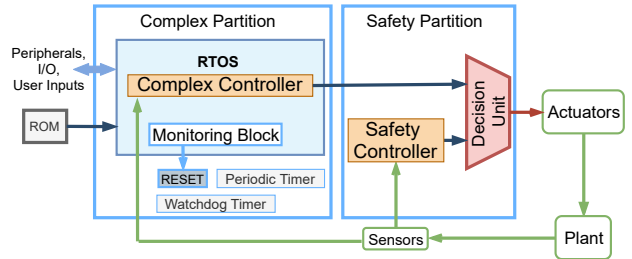 Complex Partition
Safety Partition
Peripherals,
I/O,
User Inputs
RTOS
Complex Controller
ROM
Monitoring Block
RESET
Periodic Timer
Watchdog Timer
Safety
Controller
Decision
Unit
Actuators
Sensors
Plant